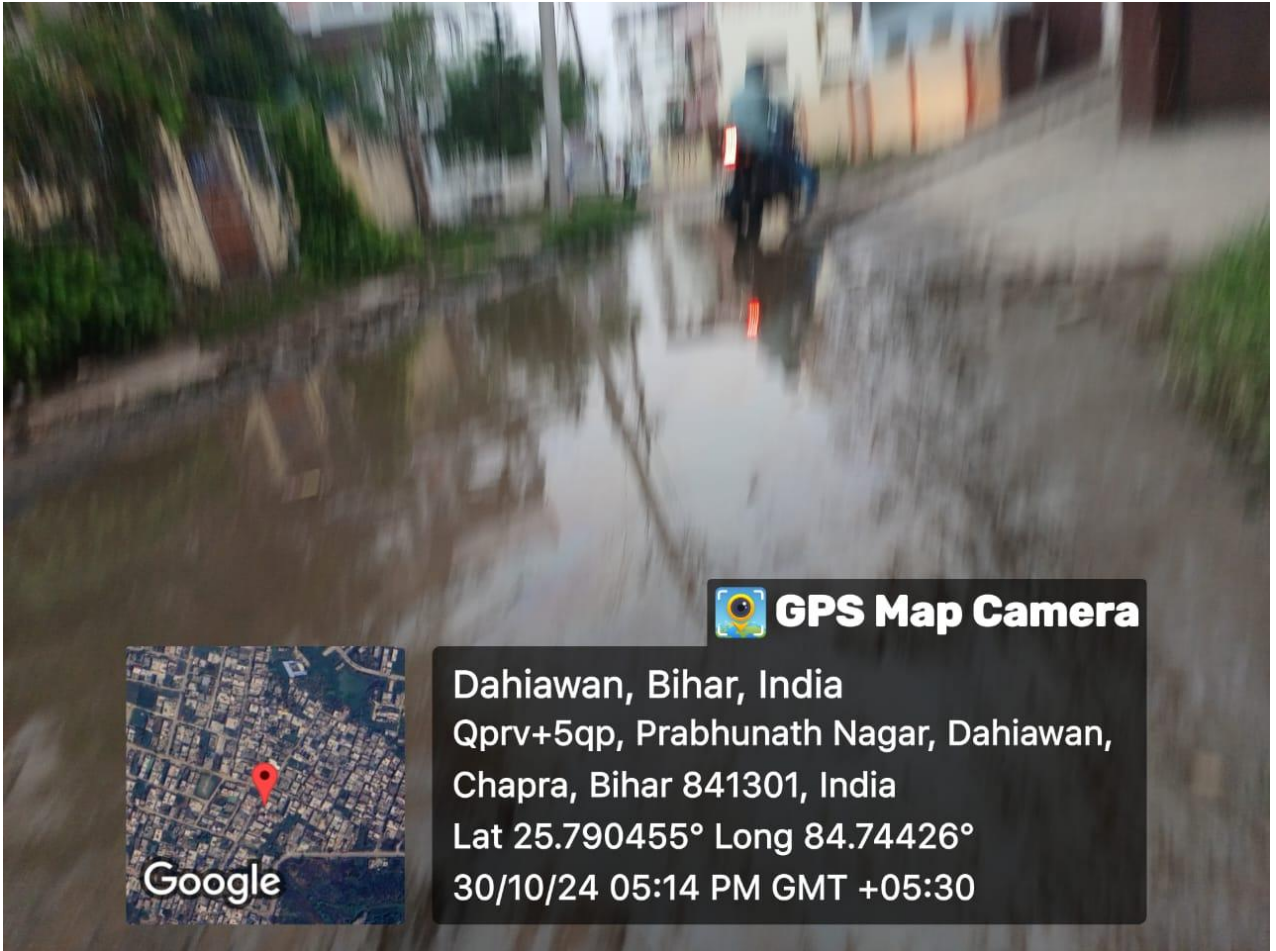 GPS Map Camera
Dahiawan, Bihar, India
Qprv+5qp, Prabhunath Nagar, Dahiawan,
Chapra, Bihar 841301, India
Lat 25.790455° Long 84.74426°
30/10/24 05:14 PM GMT +05:30
Google